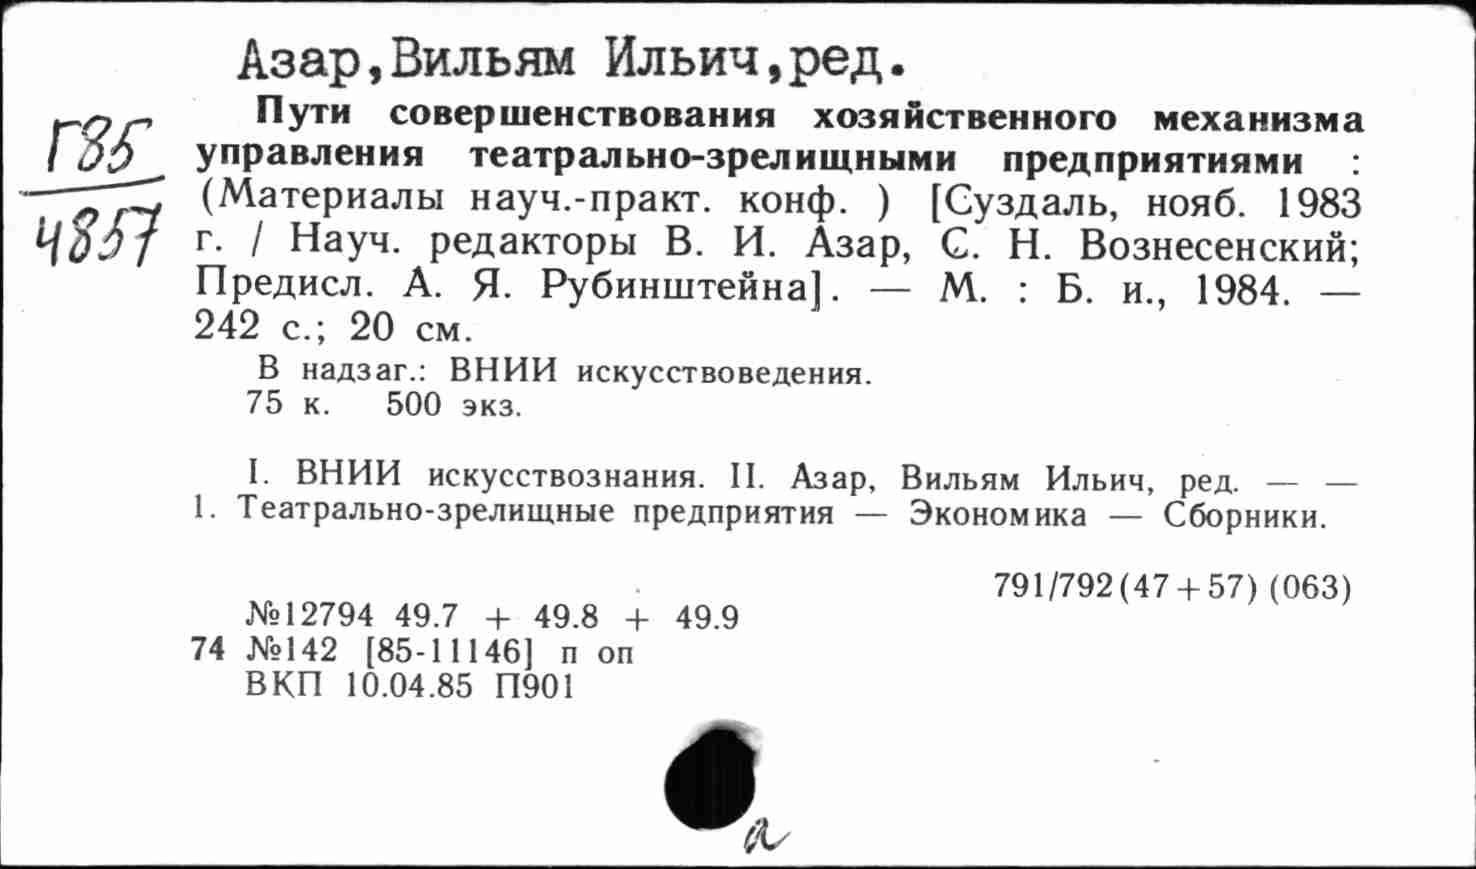 Азар,Вильям Ильич,ред.
Г85
4857
Пути совершенствования хозяйственного механизма
управления театрально-зрелищными предприятиями :
(Материалы науч.-практ. конф. ) [Суздаль, нояб. 1983
г. / Науч. редакторы В. И. Азар, С. Н. Вознесенский;
Предисл. А. Я. Рубинштейна]. — М. : Б. и., 1984. —
242 с.; 20 см.
В надзаг.: ВНИИ искусствоведения.
75 к. 500 экз.
I. ВНИИ искусствознания. II. Азар, Вильям Ильич, ред. — —
1. Театрально-зрелищные предприятия — Экономика — Сборники.
791/792(47+57) (063)
№12794 49.7 + 49.8 + 49.9
74 №142 [85-11146] п оп
ВКП 10.04.85 П901
а